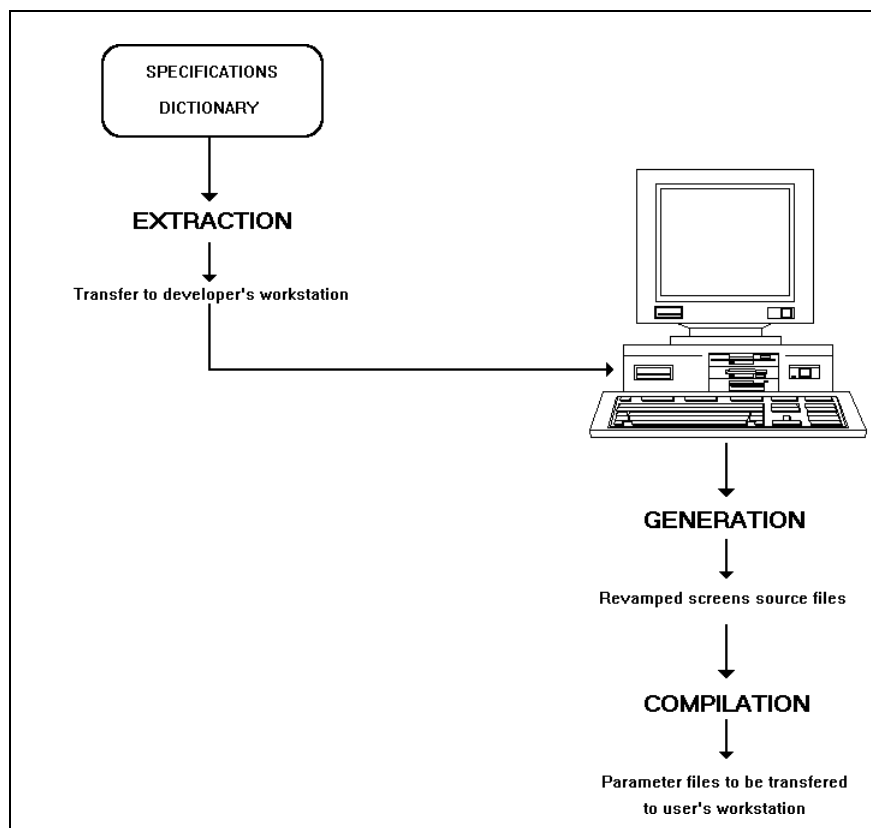 SPECIFICATIONS
DICTIONARY
EXTRACTION
Transfer to developer's workstation
GENERATION
Revamped screens source files
COMPILATION
Parameter files to be transfered
to user's workstation